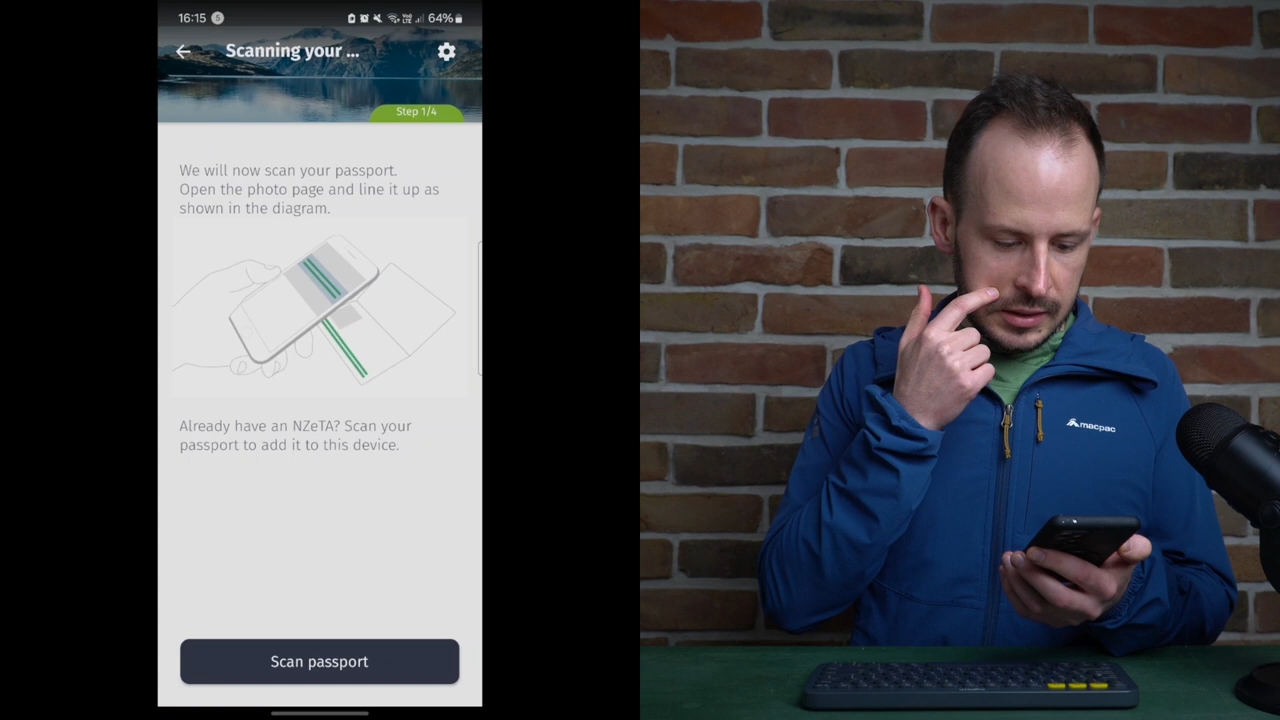 16:15 5 64%
Scanning your ...
Step 1/4
We will now scan your passport.
Open the photo page and line it up as
shown in the diagram.
Already have an NZeTA? Scan your
passport to add it to this device.
Scan passport
macpac